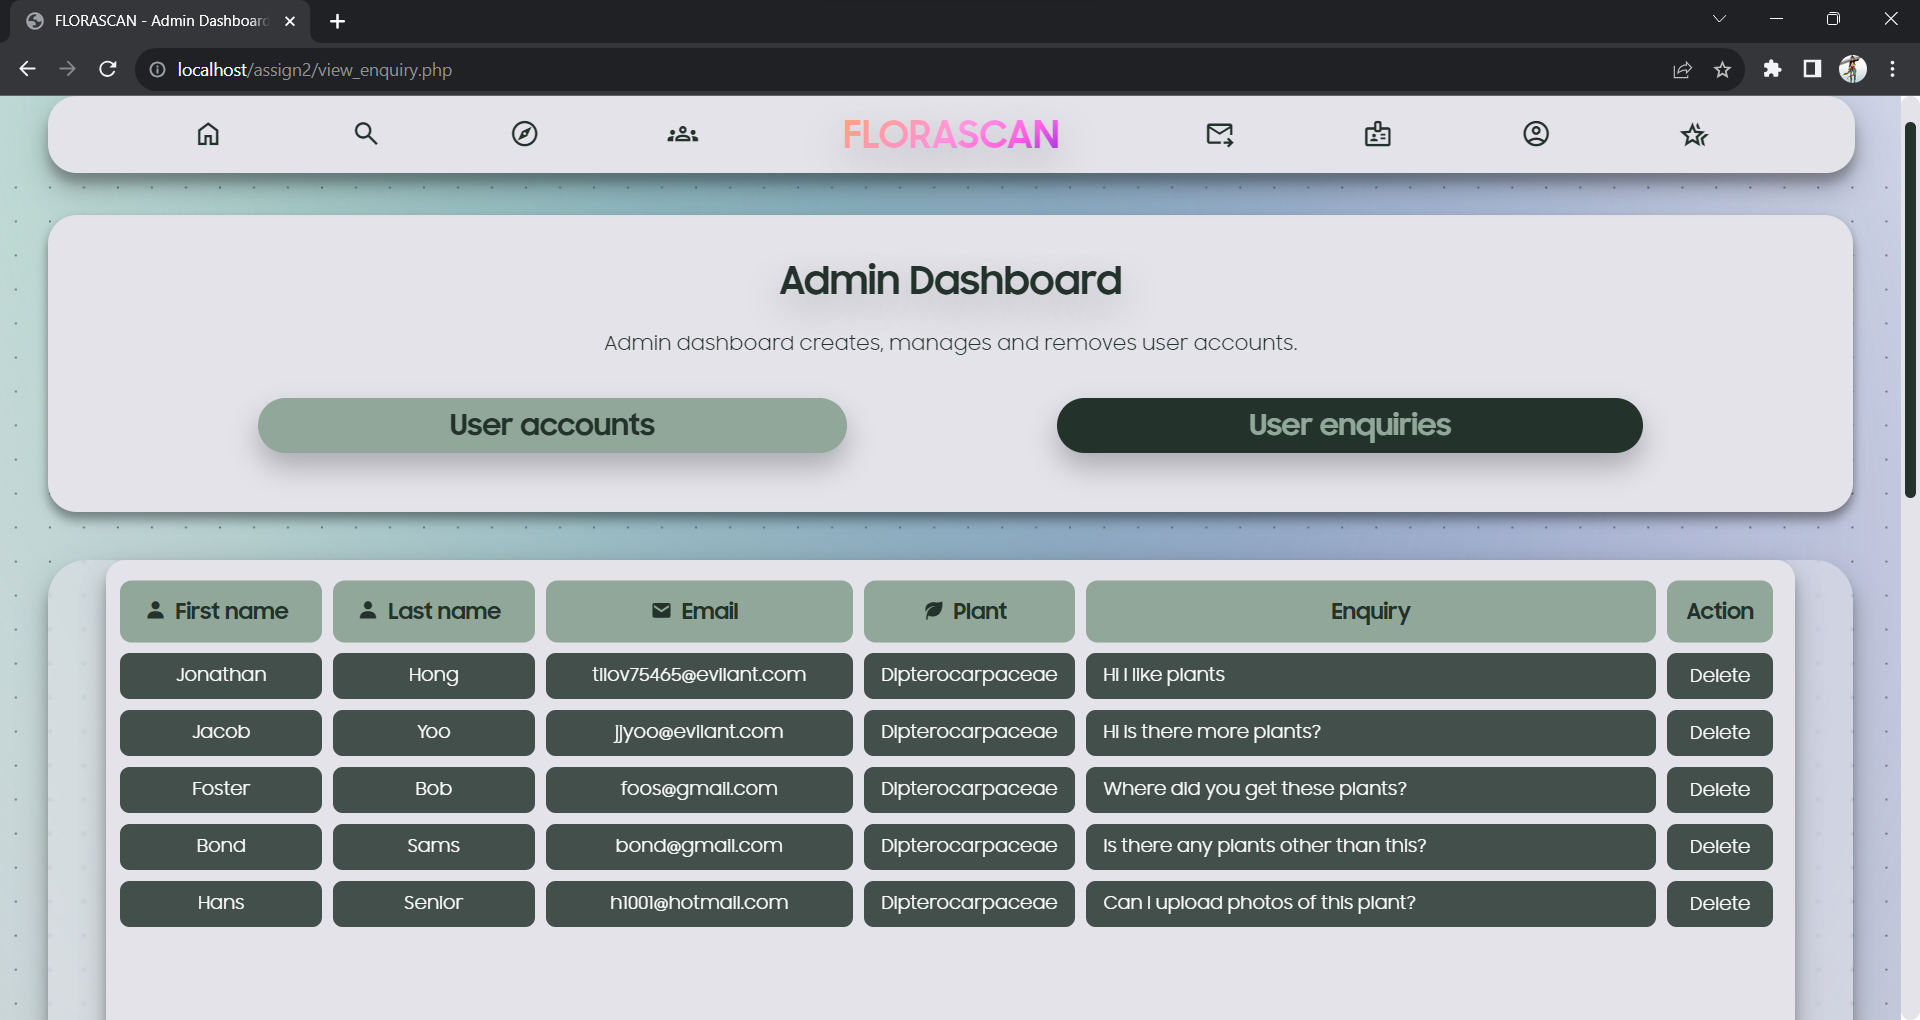 FLORASCAN - Admin Dashboard
localhost/assign2/view_enquiry.php
FLORASCAN
Admin Dashboard
Admin dashboard creates, manages and removes user accounts.
User accounts User enquiries
First name Last name Email Plant Enquiry Action
Jonathan Hong tilov75465@evilant.com Dipterocarpaceae Hi I like plants Delete
Jacob Yoo jjyoo@evilant.com Dipterocarpaceae Hi is there more plants? Delete
Foster Bob foos@gmail.com Dipterocarpaceae Where did you get these plants? Delete
Bond Sams bond@gmail.com Dipterocarpaceae Is there any plants other than this? Delete
Hans Senior h1001@hotmail.com Dipterocarpaceae Can I upload photos of this plant? Delete